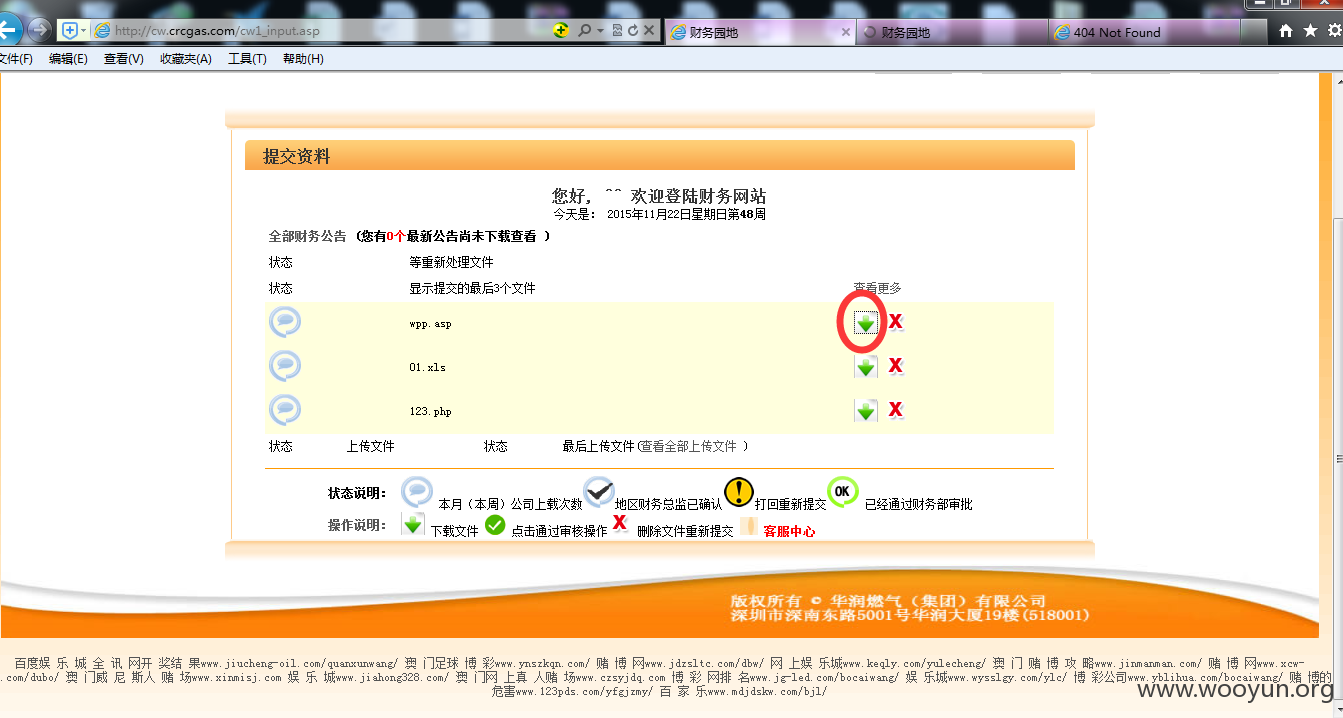 http://cw.crcgas.com/cw1_input.asp
财务园地
财务园地
404 Not Found
文件(F) 编辑(E) 查看(V) 收藏夹(A) 工具(T) 帮助(H)
提交资料
您好, 欢迎登陆财务网站
今天是： 2015年11月22日星期日第48周
全部财务公告 (您有0个最新公告尚未下载查看 )
状态 等重新处理文件
状态 显示提交的最后3个文件 查看更多
wpp.asp X
01.xls X
123.php X
状态 上传文件 状态 最后上传文件(查看全部上传文件 )
状态说明： 本月（本周）公司上载次数 地区财务总监已确认 打回重新提交 OK 已经通过财务部审批
操作说明： 下载文件 点击通过审核操作 X 删除文件重新提交 客服中心
版权所有 © 华润燃气（集团）有限公司
深圳市深南东路5001号华润大厦19楼(518001)
百度娱 乐 城 全 讯 网开 奖结 果www.jiucheng-oil.com/quanxunwang/ 澳 门足球 博 彩www.ynszkqn.com/ 赌 博 网www.jdzsltc.com/dbw/ 网 上娱 乐城www.keqly.com/yulecheng/ 澳 门 赌 博 攻 略www.jinmanman.com/ 赌 博 网www.xcw-
.com/dubo/ 澳 门威 尼 斯人 赌 场www.xinmisj.com 娱 乐 城www.jiahong328.com/ 澳 门网 上真 人赌 场www.czsyjdq.com 博 彩 网排 名www.jg-led.com/bocaiwang/ 娱 乐城www.wysslgy.com/ylc/ 博 彩公司www.yblihua.com/bocaiwang/ 赌 博的
危害www.123pds.com/yfgjzmy/ 百 家 乐www.mdjdskw.com/bjl/
www.wooyun.org